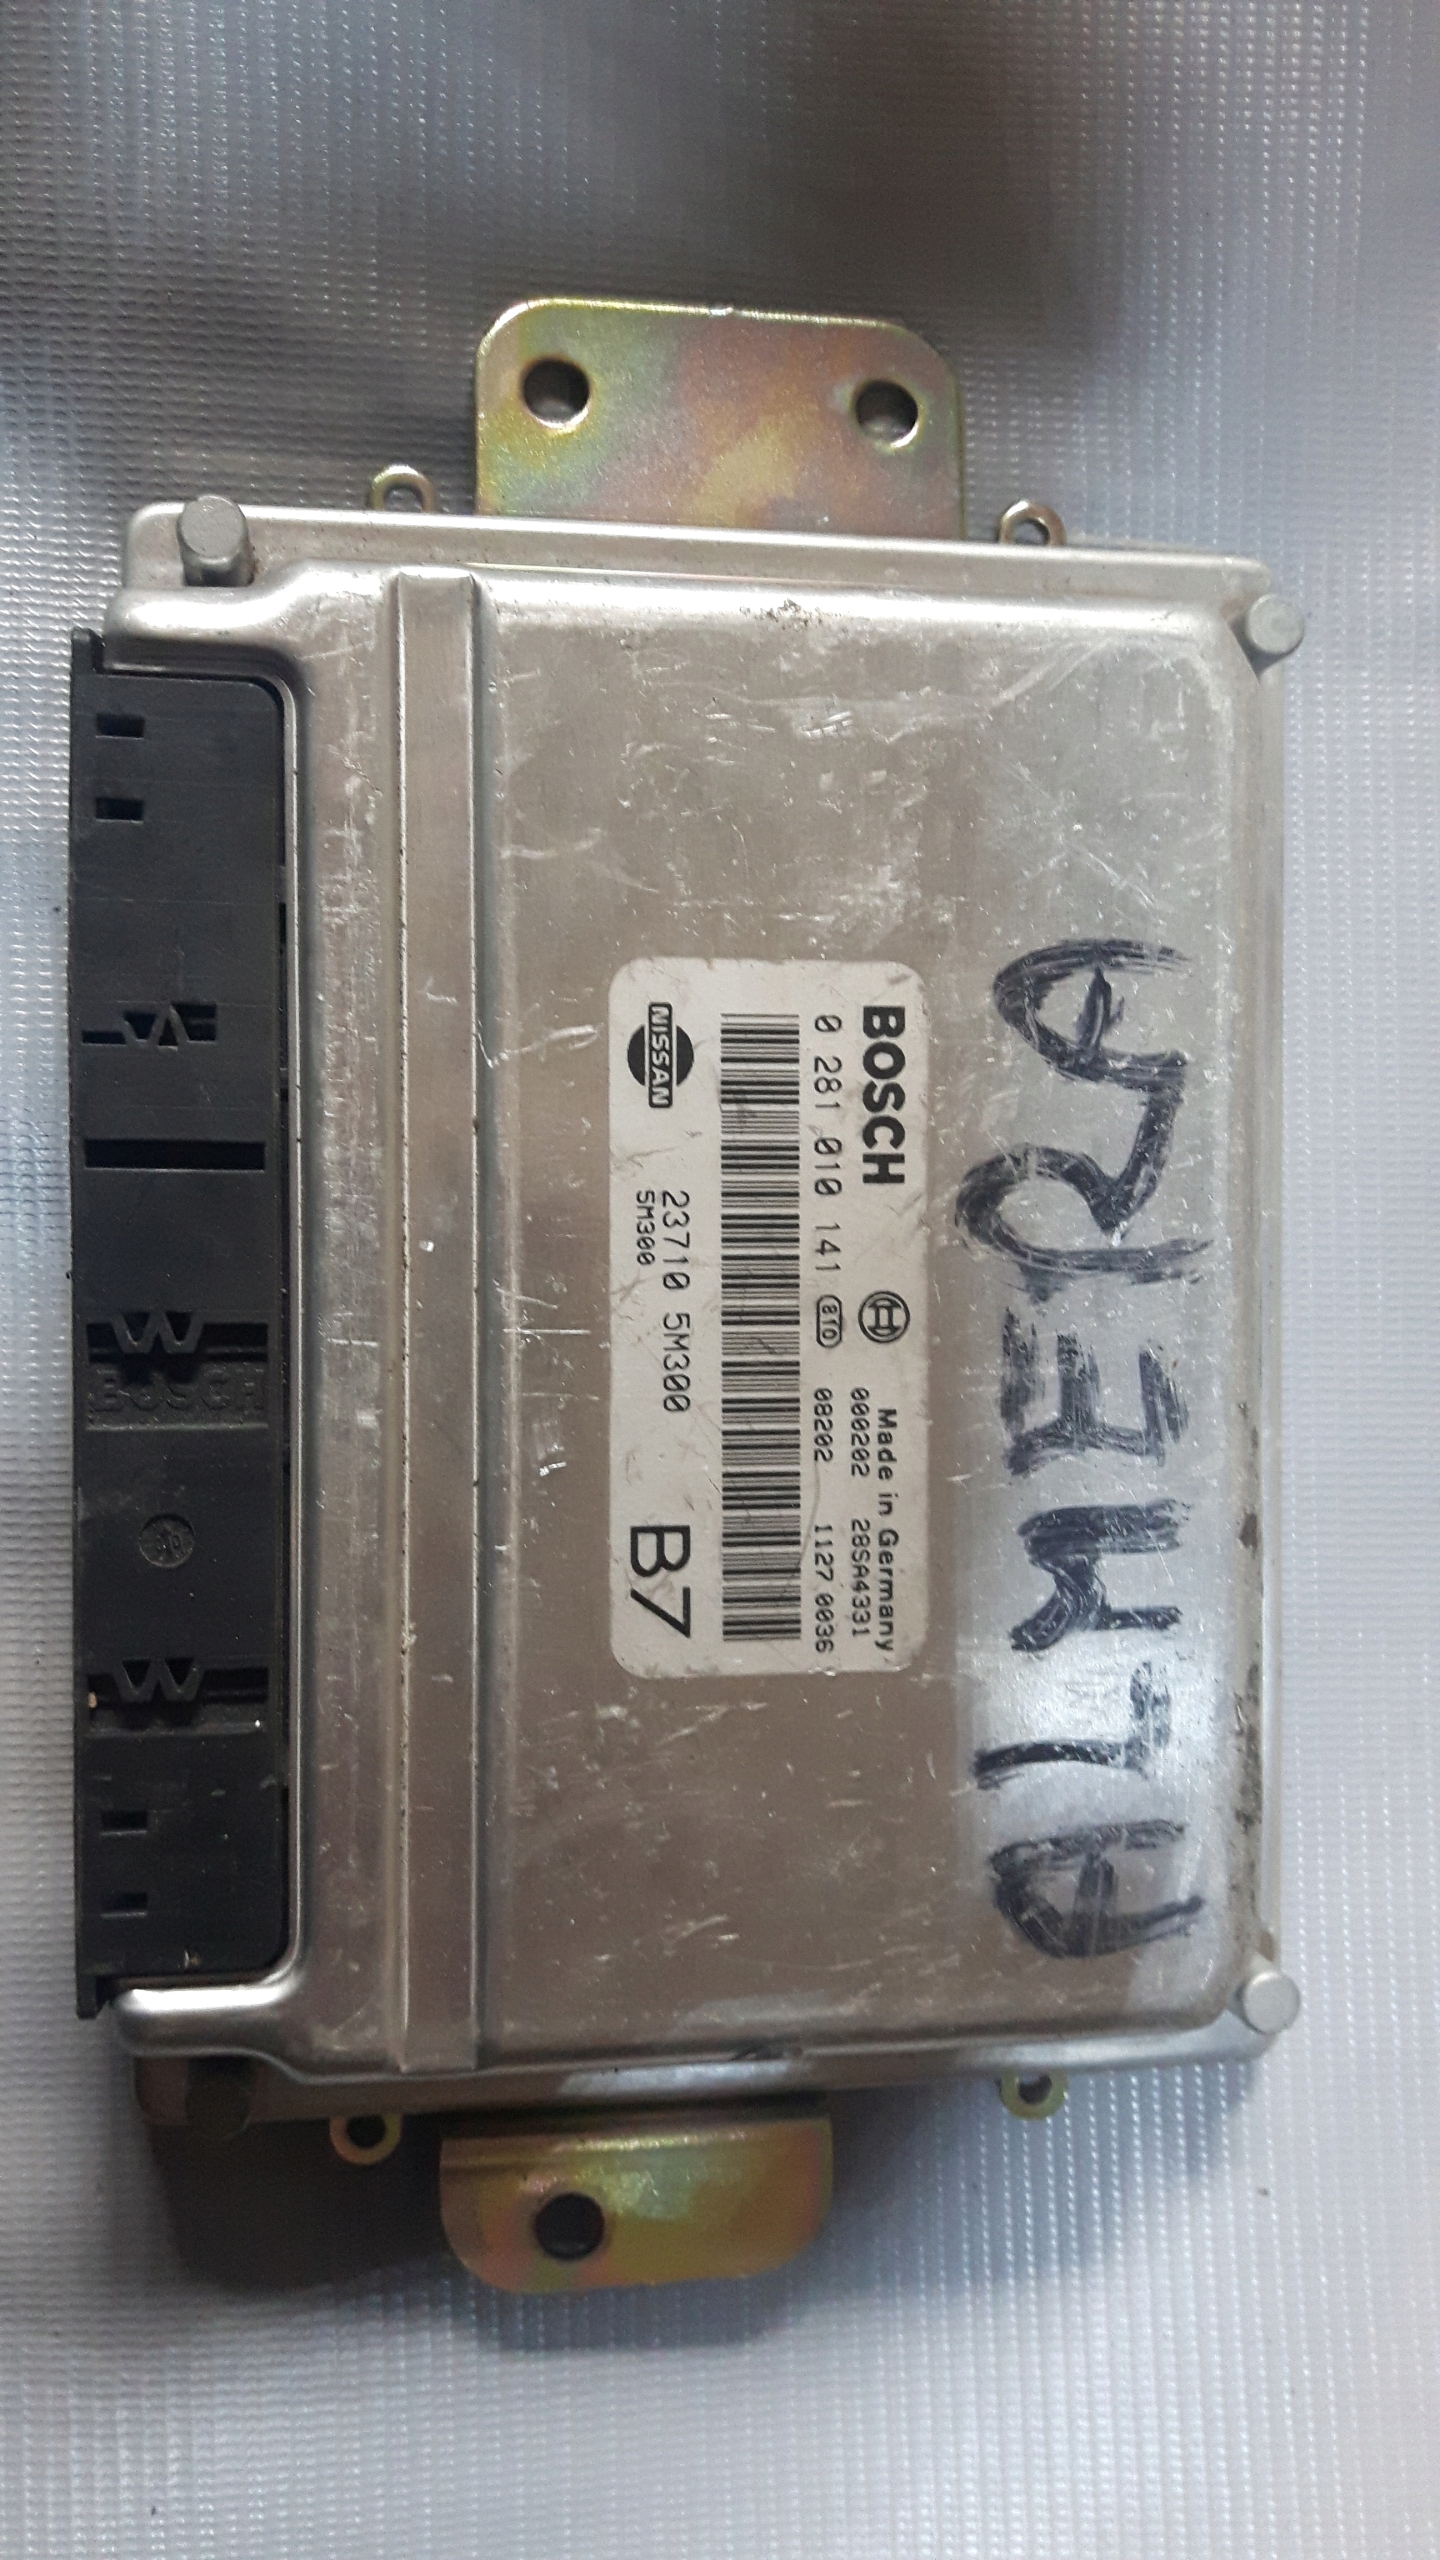 ALMERA
BOSCH
Made in Germany
0 281 010 141 BTO
000202 28SA4331
08202 1127 0036
NISSAN
23710 5M300
5M300
B7
BOSCH